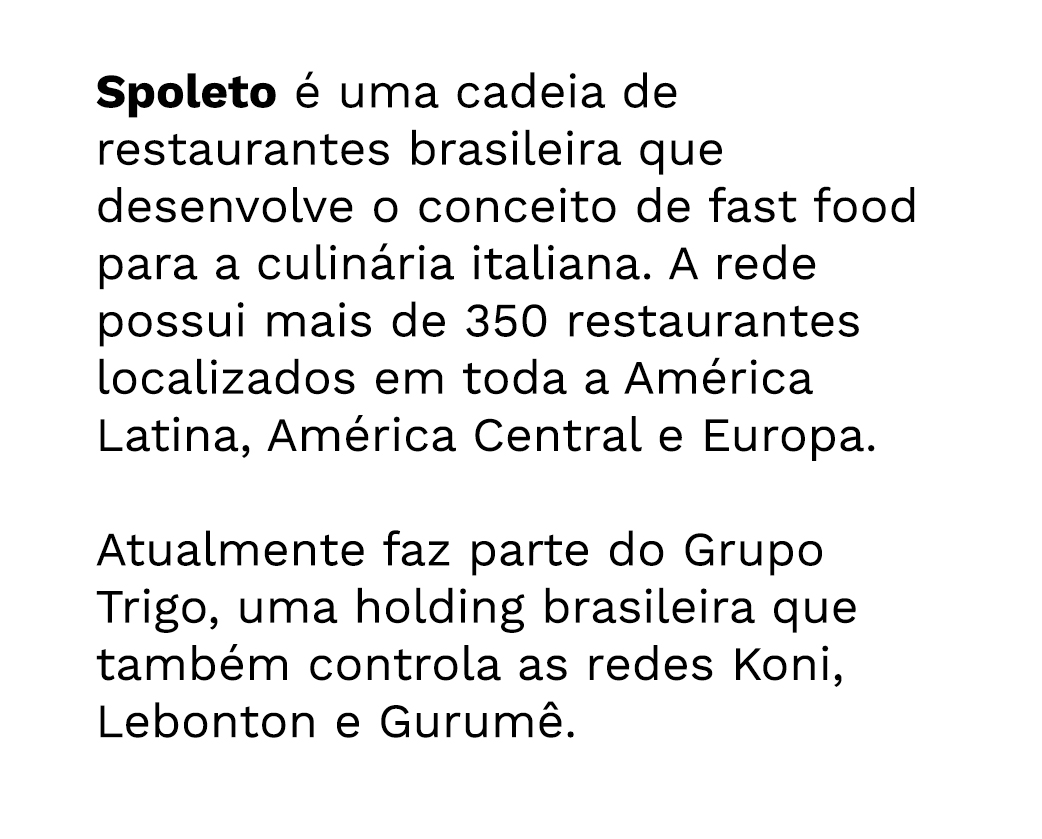 Spoleto é uma cadeia de
restaurantes brasileira que
desenvolve o conceito de fast food
para a culinária italiana. A rede
possui mais de 350 restaurantes
localizados em toda a América
Latina, América Central e Europa.
Atualmente faz parte do Grupo
Trigo, uma holding brasileira que
também controla as redes Koni,
Lebonton e Gurumê.